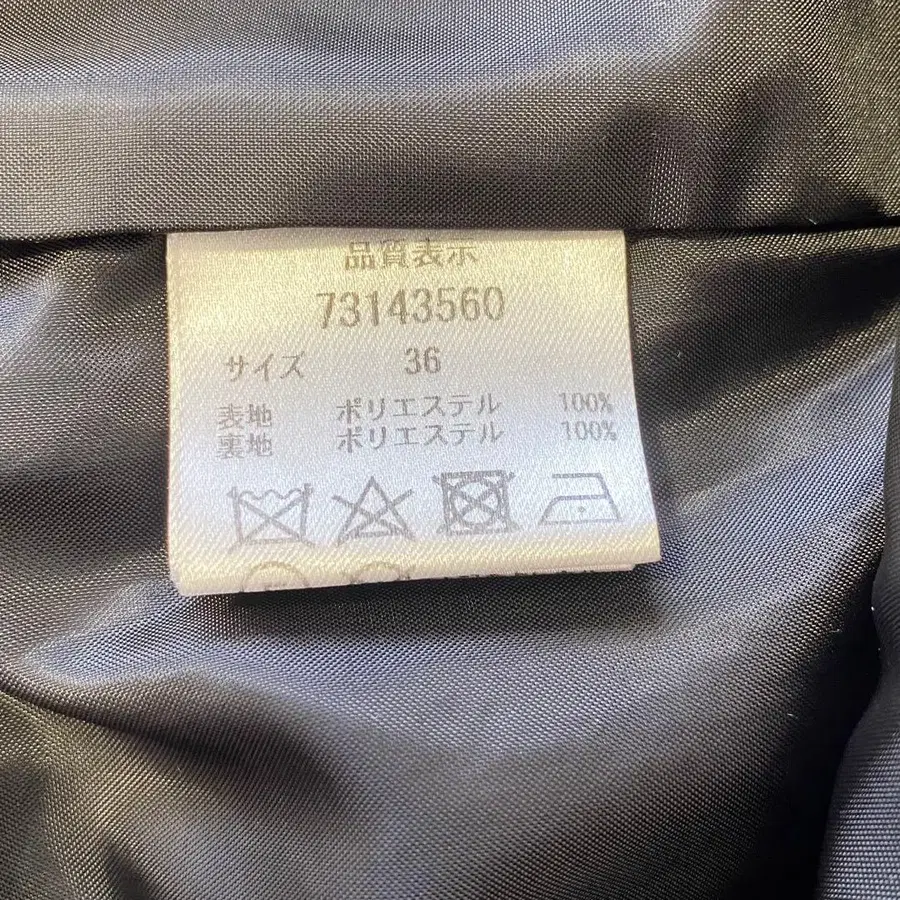 品質表示
73143560
サイズ 36
表地 ポリエステル 100%
裏地 ポリエステル 100%